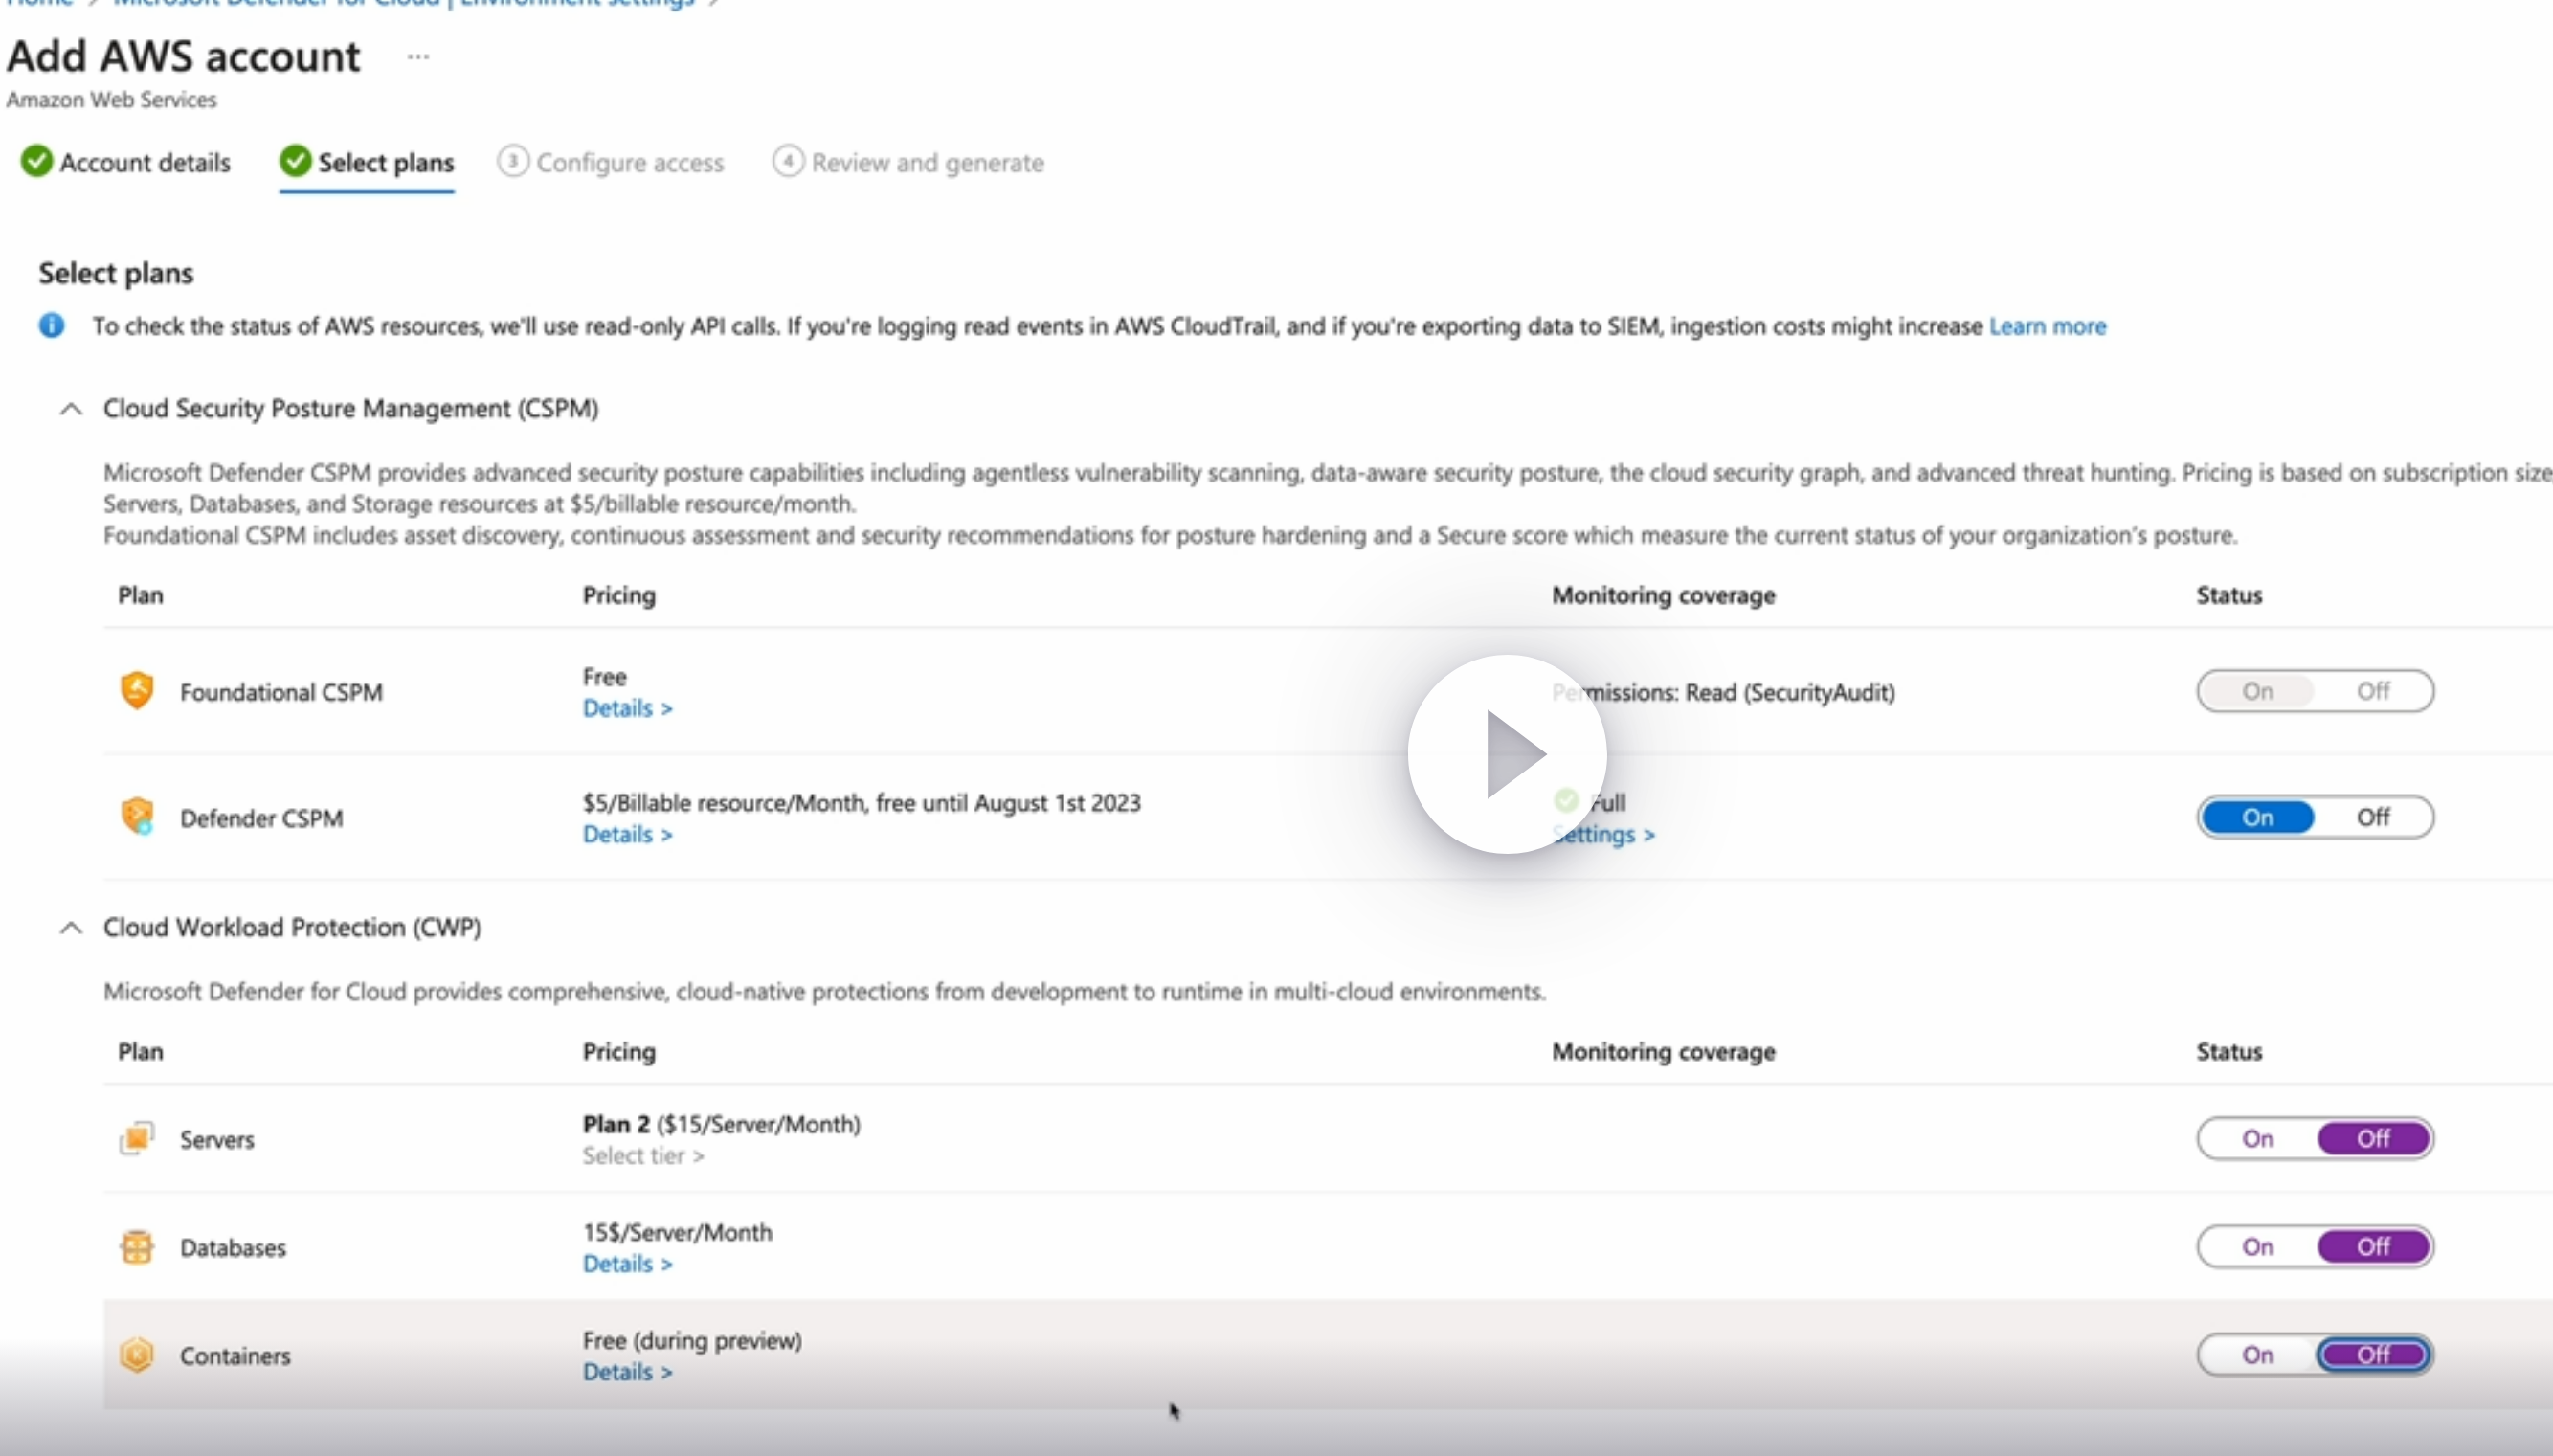 Home > Microsoft Defender for Cloud | Environment settings >
Add AWS account ...
Amazon Web Services
Account details Select plans 3 Configure access 4 Review and generate
Select plans
To check the status of AWS resources, we'll use read-only API calls. If you're logging read events in AWS CloudTrail, and if you're exporting data to SIEM, ingestion costs might increase Learn more
Cloud Security Posture Management (CSPM)
Microsoft Defender CSPM provides advanced security posture capabilities including agentless vulnerability scanning, data-aware security posture, the cloud security graph, and advanced threat hunting. Pricing is based on subscription size
Servers, Databases, and Storage resources at $5/billable resource/month.
Foundational CSPM includes asset discovery, continuous assessment and security recommendations for posture hardening and a Secure score which measure the current status of your organization's posture.
Plan Pricing Monitoring coverage Status
Foundational CSPM Free Permissions: Read (SecurityAudit) On Off
Details >
Defender CSPM $5/Billable resource/Month, free until August 1st 2023 Full On Off
Details > Settings >
Cloud Workload Protection (CWP)
Microsoft Defender for Cloud provides comprehensive, cloud-native protections from development to runtime in multi-cloud environments.
Plan Pricing Monitoring coverage Status
Servers Plan 2 ($15/Server/Month) On Off
Select tier >
Databases 15$/Server/Month On Off
Details >
Containers Free (during preview) On Off
Details >